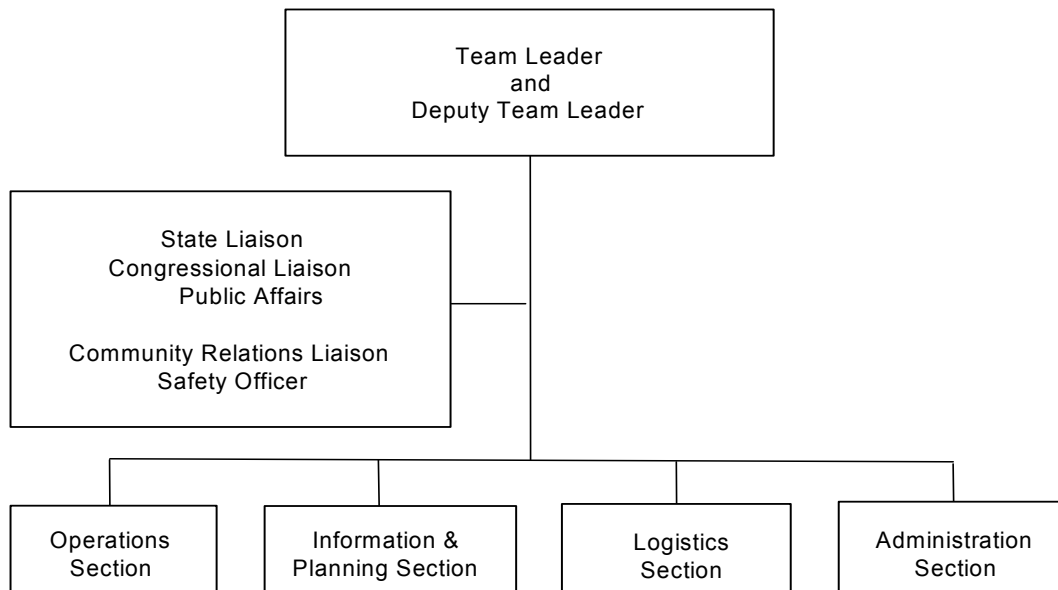 Team Leader
and
Deputy Team Leader
State Liaison
Congressional Liaison
Public Affairs
Community Relations Liaison
Safety Officer
Operations
Section
Information &
Planning Section
Logistics
Section
Administration
Section